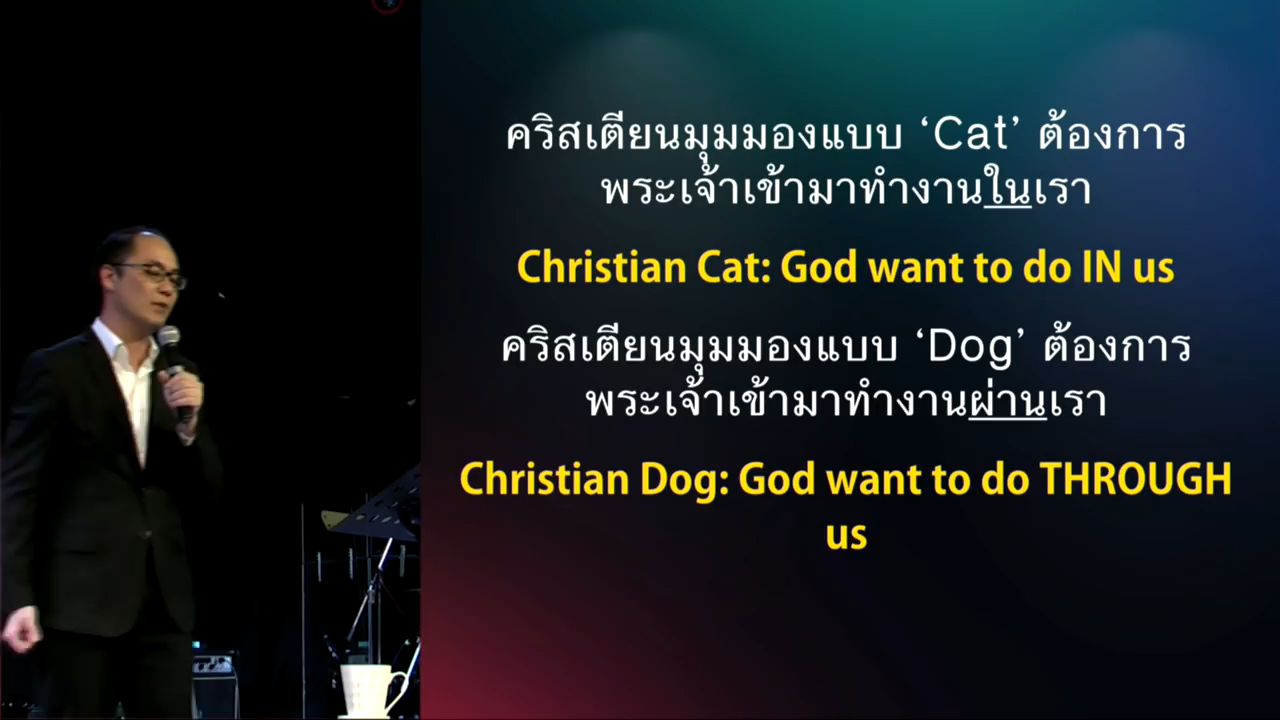 คริสเตียนมุมมองแบบ ‘Cat’ ต้องการ
พระเจ้าเข้ามาทำงานในเรา
Christian Cat: God want to do IN us
คริสเตียนมุมมองแบบ ‘Dog’ ต้องการ
พระเจ้าเข้ามาทำงานผ่านเรา
Christian Dog: God want to do THROUGH
us